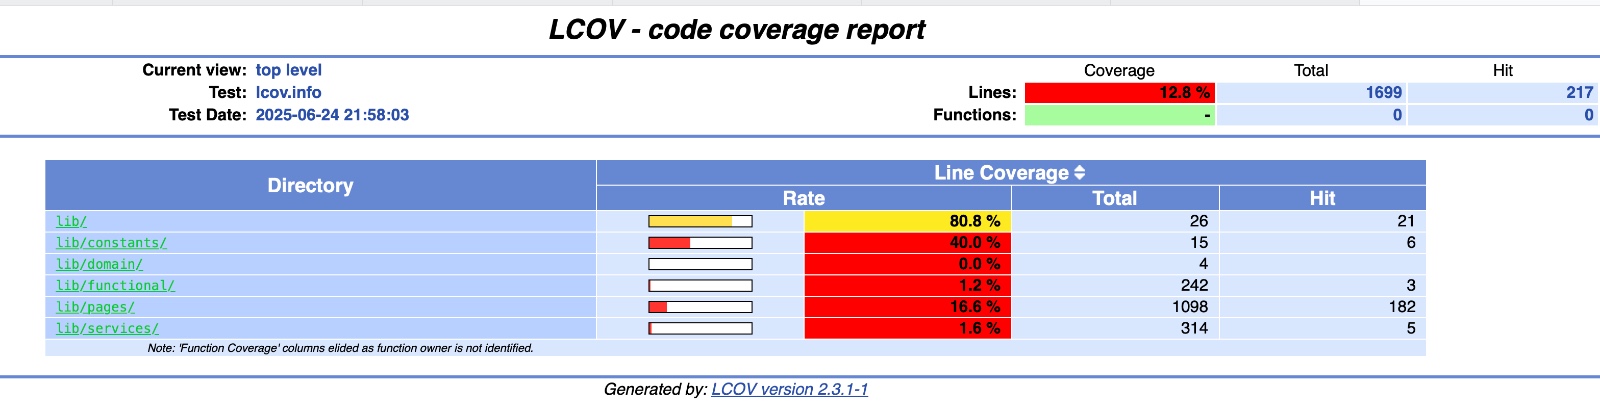 LCOV - code coverage report
Current view: top level Coverage Total Hit
Test: lcov.info Lines: 12.8 % 1699 217
Test Date: 2025-06-24 21:58:03 Functions: - 0 0
Directory Line Coverage
Rate Total Hit
lib/ 80.8 % 26 21
lib/constants/ 40.0 % 15 6
lib/domain/ 0.0 % 4
lib/functional/ 1.2 % 242 3
lib/pages/ 16.6 % 1098 182
lib/services/ 1.6 % 314 5
Note: 'Function Coverage' columns elided as function owner is not identified.
Generated by: LCOV version 2.3.1-1